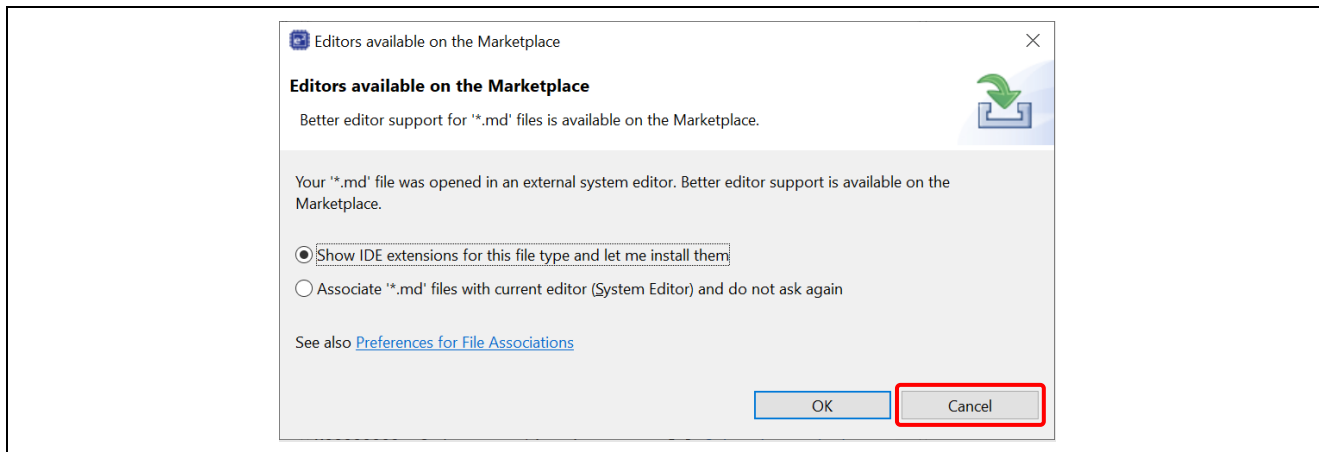 Editors available on the Marketplace
Editors available on the Marketplace
Better editor support for '*.md' files is available on the Marketplace.
Your '*.md' file was opened in an external system editor. Better editor support is available on the
Marketplace.
Show IDE extensions for this file type and let me install them
Associate '*.md' files with current editor (System Editor) and do not ask again
See also Preferences for File Associations
OK
Cancel